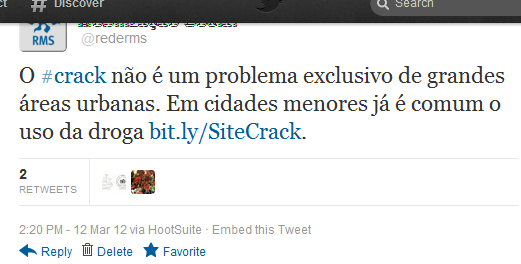 # Discover
Search
RMS
@rederms
O #crack não é um problema exclusivo de grandes
áreas urbanas. Em cidades menores já é comum o
uso da droga bit.ly/SiteCrack.
2
RETWEETS
2:20 PM - 12 Mar 12 via HootSuite · Embed this Tweet
Reply Delete Favorite